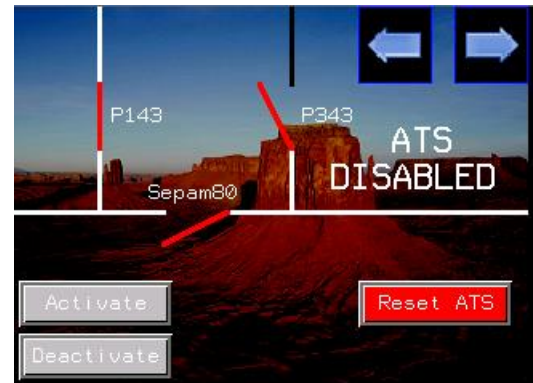 P143
P343
ATS
DISABLED
Sepam80
Activate
Reset ATS
Deactivate